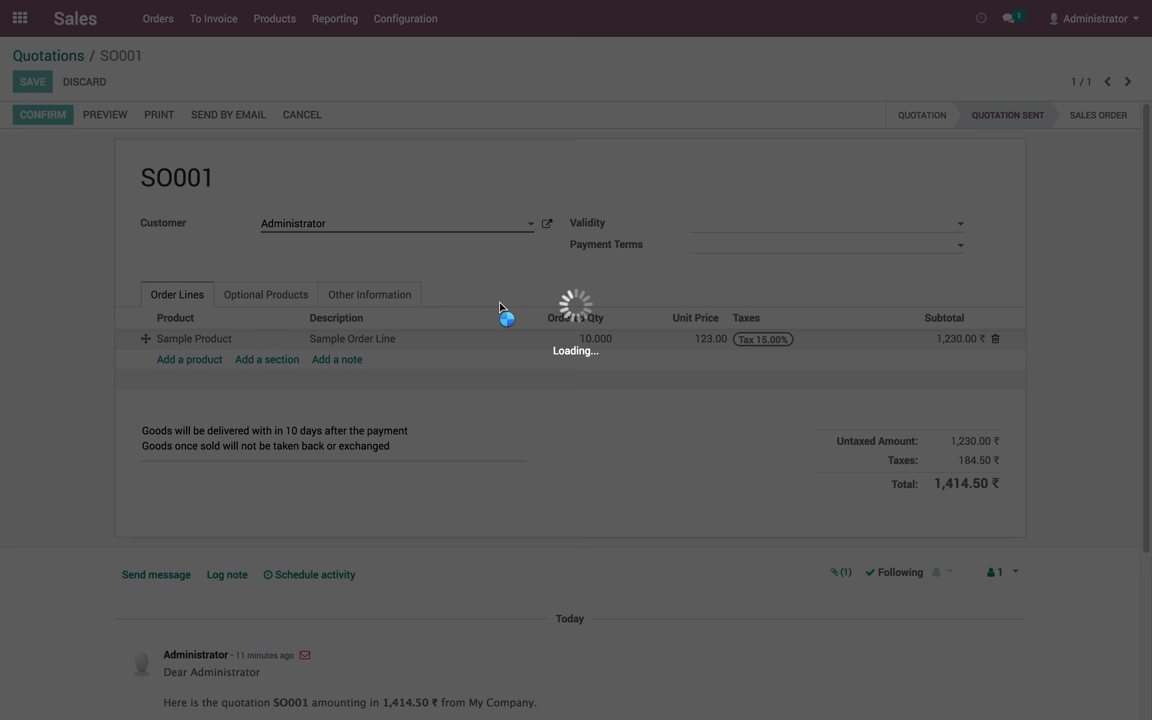 Sales Orders To Invoice Products Reporting Configuration 1 Administrator
Quotations / SO001
SAVE DISCARD 1 / 1
CONFIRM PREVIEW PRINT SEND BY EMAIL CANCEL QUOTATION QUOTATION SENT SALES ORDER
SO001
Customer Administrator Validity
Payment Terms
Order Lines Optional Products Other Information
Product Description Qty Unit Price Taxes Subtotal
Sample Product Sample Order Line 10.000 123.00 Tax 15.00% 1,230.00 ₹
Loading...
Add a product Add a section Add a note
Goods will be delivered with in 10 days after the payment
Goods once sold will not be taken back or exchanged
Untaxed Amount: 1,230.00 ₹
Taxes: 184.50 ₹
Total: 1,414.50 ₹
Send message Log note Schedule activity (1) Following 1
Today
Administrator - 11 minutes ago
Dear Administrator
Here is the quotation SO001 amounting in 1,414.50 ₹ from My Company.